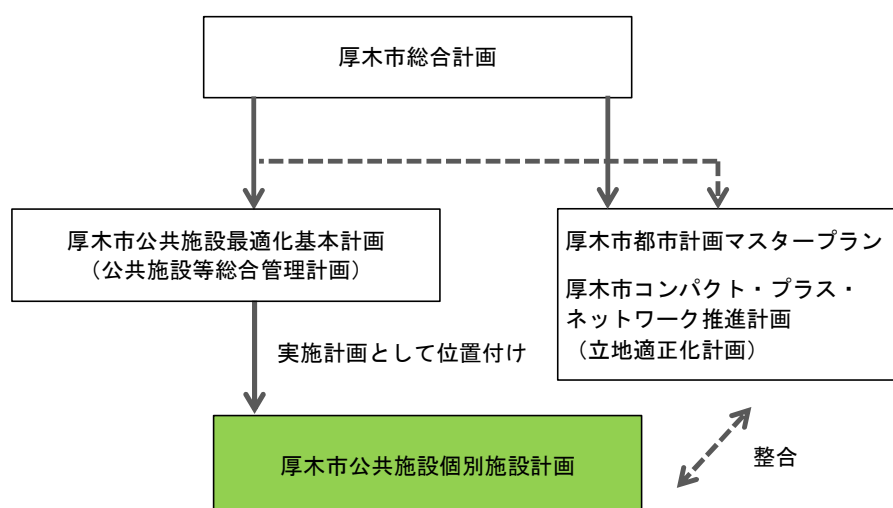 厚木市総合計画
厚木市公共施設最適化基本計画
（公共施設等総合管理計画）
厚木市都市計画マスタープラン
厚木市コンパクト・プラス・
ネットワーク推進計画
（立地適正化計画）
実施計画として位置付け
厚木市公共施設個別施設計画
整合